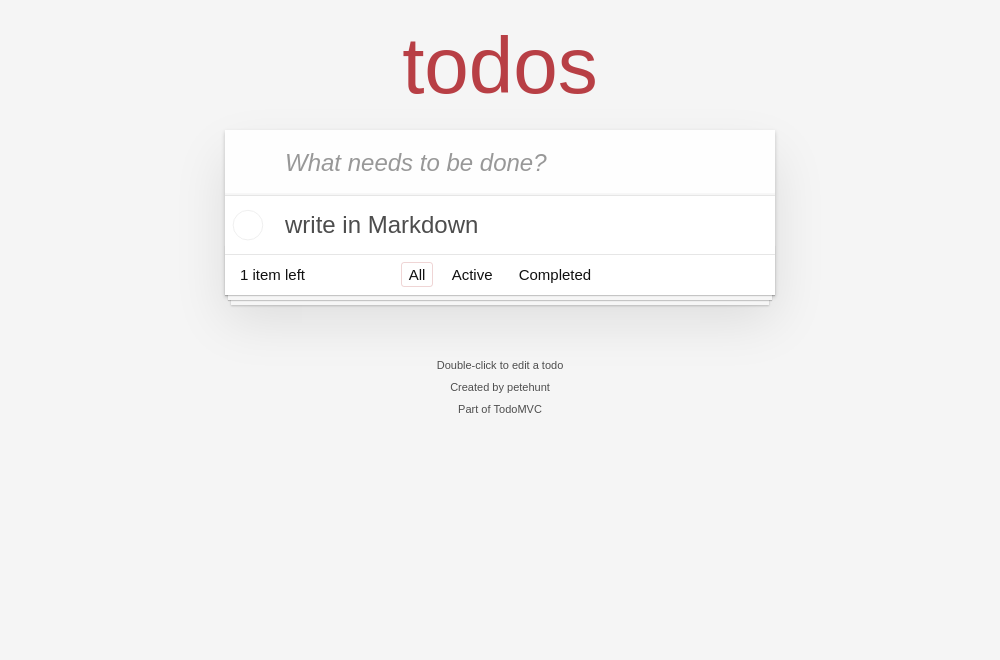 todos
What needs to be done?
write in Markdown
1 item left All Active Completed
Double-click to edit a todo
Created by petehunt
Part of TodoMVC